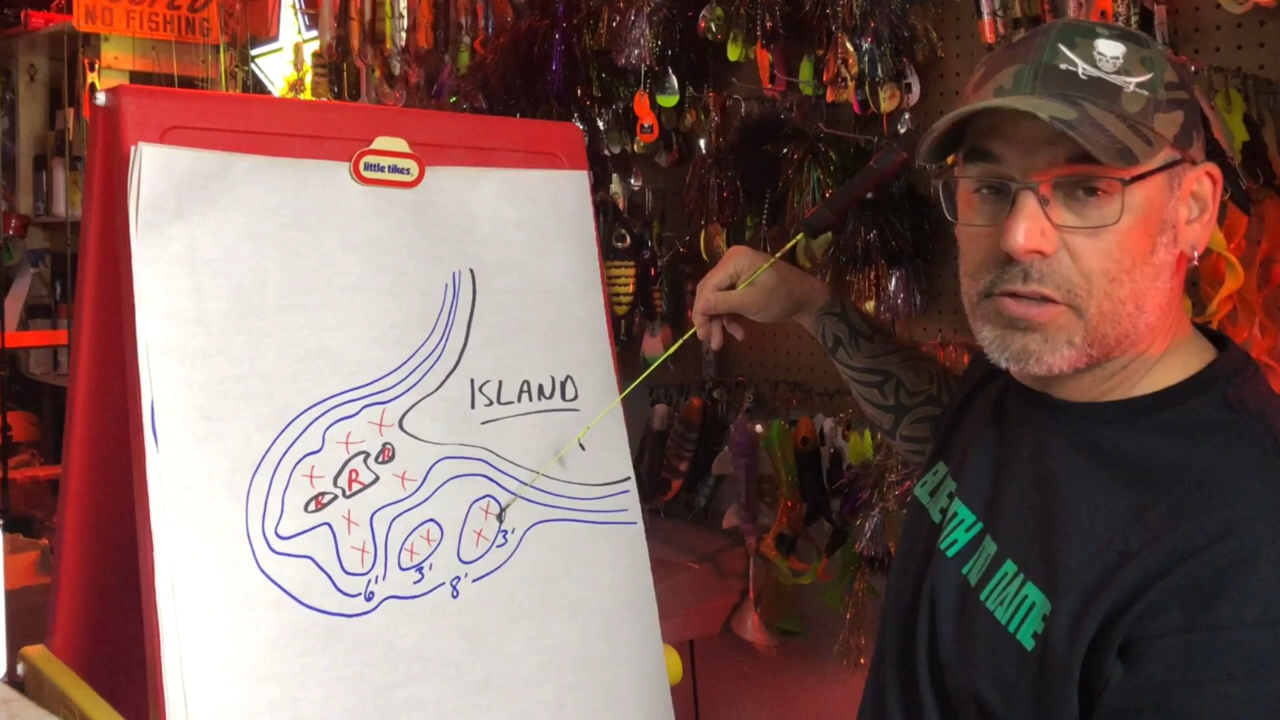 NO FISHING
little tikes
ISLAND
R
R
R
X X
X X
X
X
X
X X
X
X
3'
3'
6'
8'